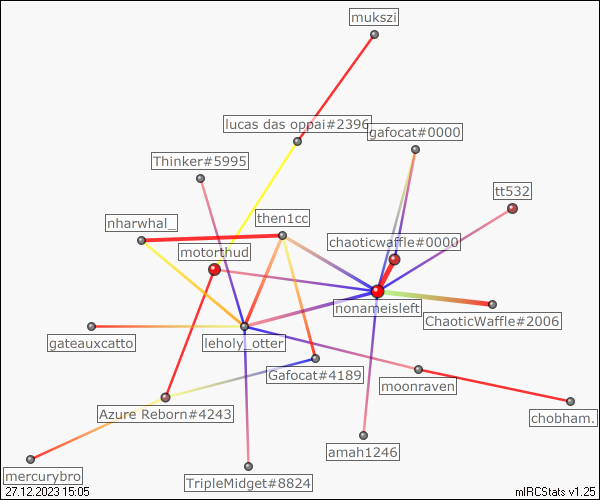 mukszi
lucas das oppai#2396
gafocat#0000
Thinker#5995
tt532
nharwhal_
then1cc
motorthud
chaoticwaffle#0000
nonameisleft
ChaoticWaffle#2006
gateauxcatto
leholy_otter
Gafocat#4189
moonraven
Azure Reborn#4243
chobham.
amah1246
mercurybro
TripleMidget#8824
27.12.2023 15:05
mIRCStats v1.25